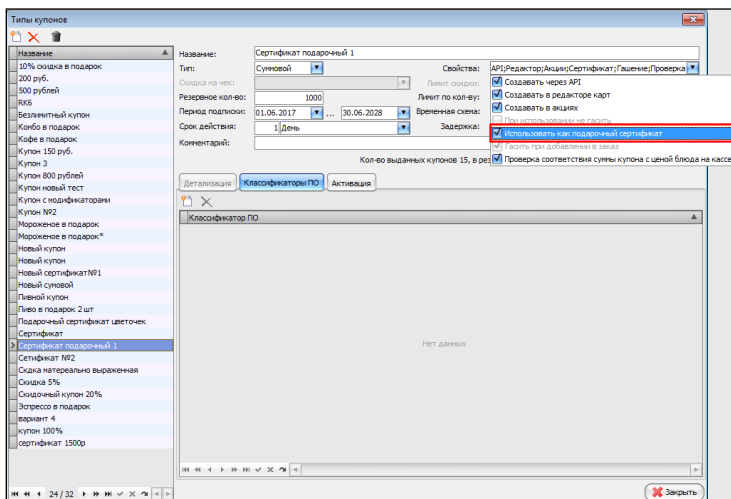 Типы купонов
Название
10% скидка в подарок
200 руб.
500 рублей
RK6
Безлимитный купон
Комбо в подарок
Кофе в подарок
Купон 150 руб.
Купон 3
Купон 800 рублей
Купон новый тест
Купон с модификаторами
Купон №2
Мороженое в подарок
Мороженое в подарок*
Новый купон
Новый купон
Новый сертификат№1
Новый сумовой
Пивной купон
Пиво в подарок 2 шт
Подарочный сертификат цветочек
Сертификат
Сертификат подарочный 1
Сетификат №2
Скдка матереально выраженная
Скидка 5%
Скидочный купон 20%
Эспрессо в подарок
вариант 4
купон 100%
сертификат 1500р
24 / 32
Название: Сертификат подарочный 1
Тип: Сумновой Свойства: API;Редактор;Акции;Сертификат;Гашение;Проверка
Скидка на чек: Лимит скидки:
Резервное кол-во: 1000 Лимит по кол-ву:
Период подписки: 01.06.2017 ... 30.06.2028 Временная схема:
Срок действия: 1 День Задержка:
Комментарий:
Создавать через API
Создавать в редакторе карт
Создавать в акциях
При использовании не гасить
Использовать как подарочный сертификат
Гасить при добавлении в заказ
Проверка соответствия суммы купона с ценой блюда на кассе
Кол-во выданных купонов 15, в рез
Детализация Классификаторы ПО Активация
Классификатор ПО
Нет данных
Закрыть